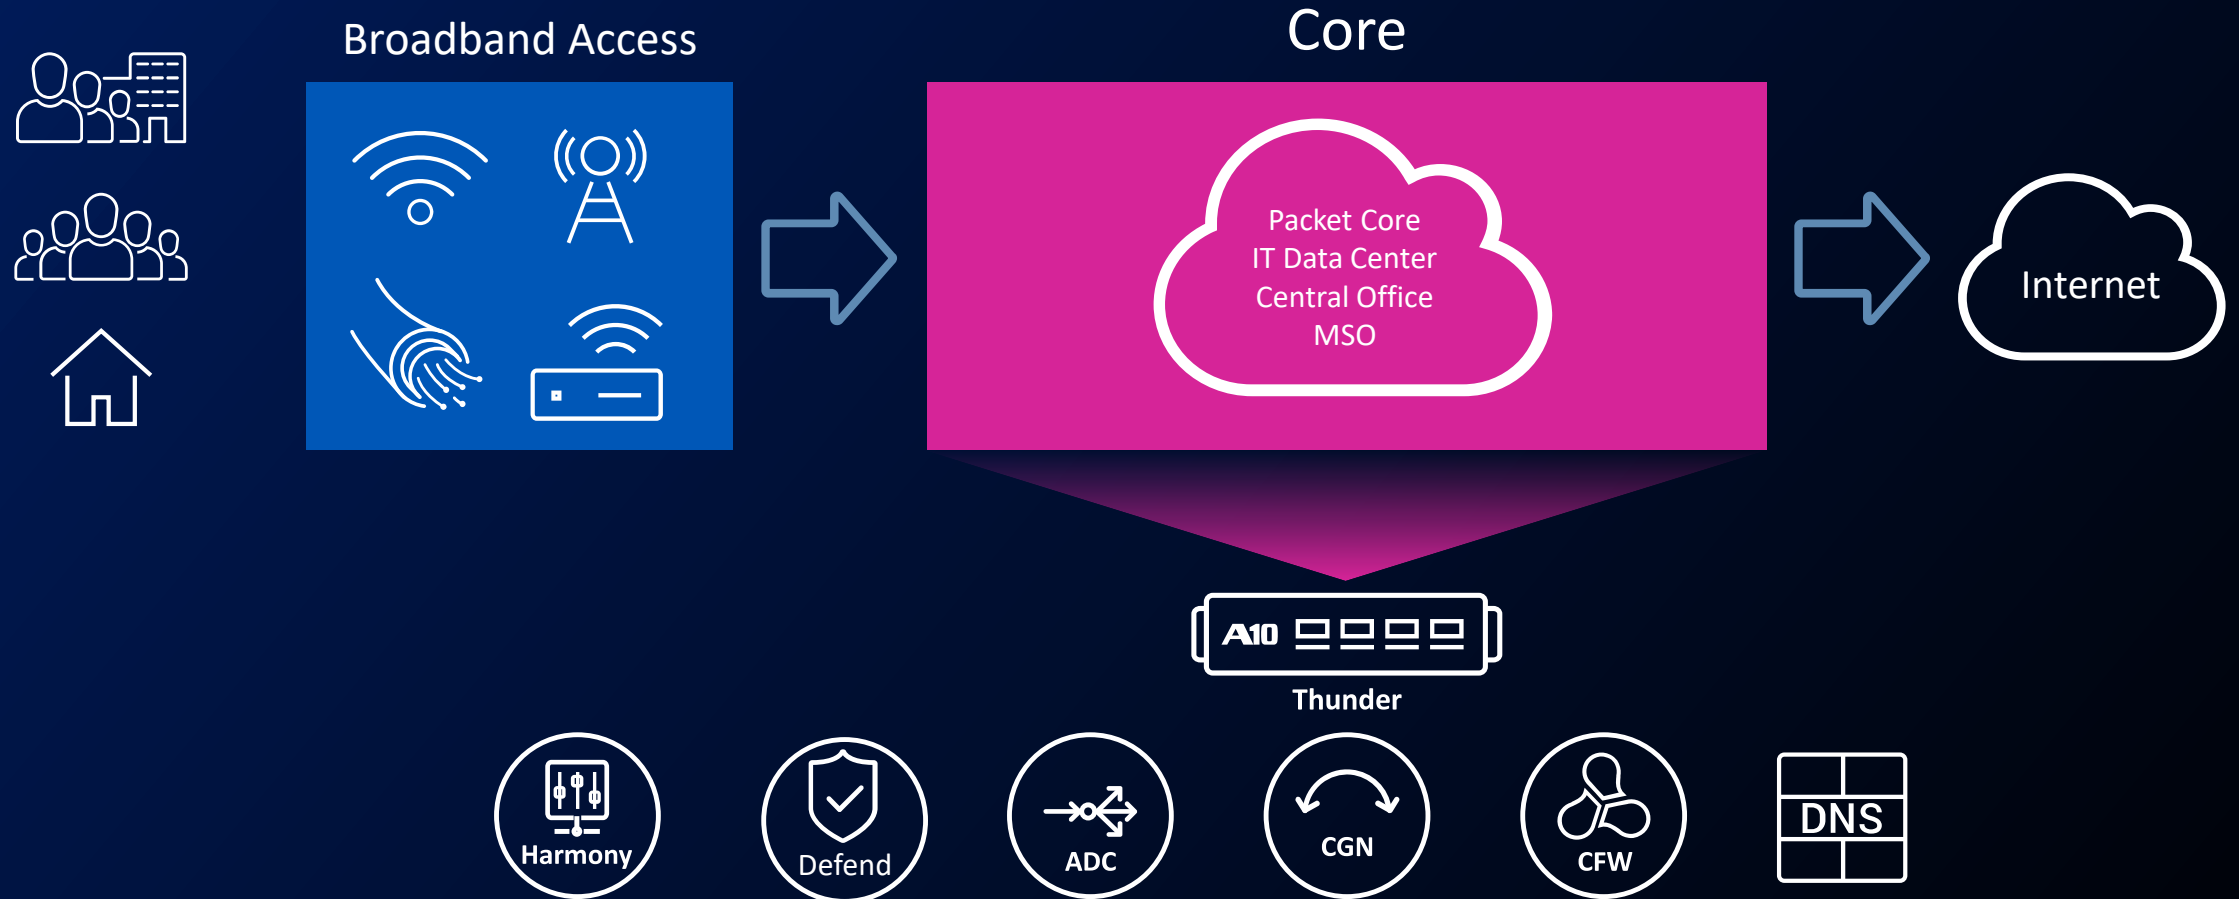 Broadband Access
Core
Packet Core
IT Data Center
Central Office
MSO
Internet
A10
Thunder
Harmony
Defend
ADC
CGN
CFW
DNS